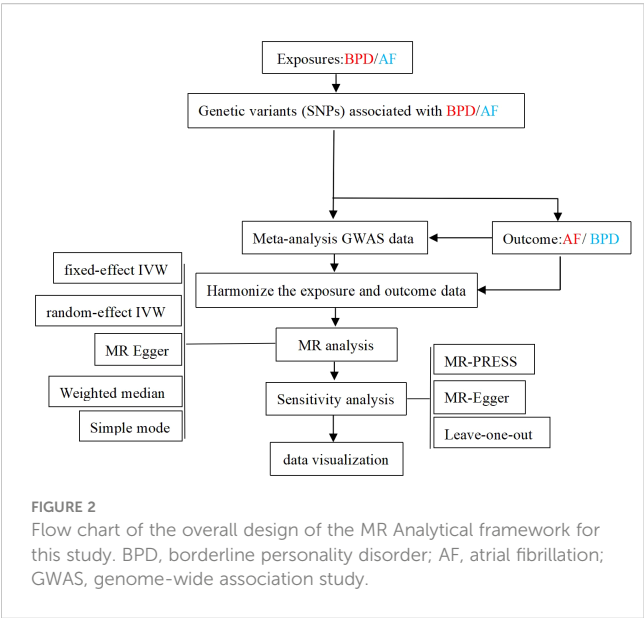 Exposures:BPD/AF
Genetic variants (SNPs) associated with BPD/AF
Meta-analysis GWAS data
Outcome:AF/ BPD
Harmonize the exposure and outcome data
fixed-effect IVW
random-effect IVW
MR Egger
Weighted median
Simple mode
MR analysis
Sensitivity analysis
MR-PRESS
MR-Egger
Leave-one-out
data visualization
FIGURE 2
Flow chart of the overall design of the MR Analytical framework for
this study. BPD, borderline personality disorder; AF, atrial fibrillation;
GWAS, genome-wide association study.